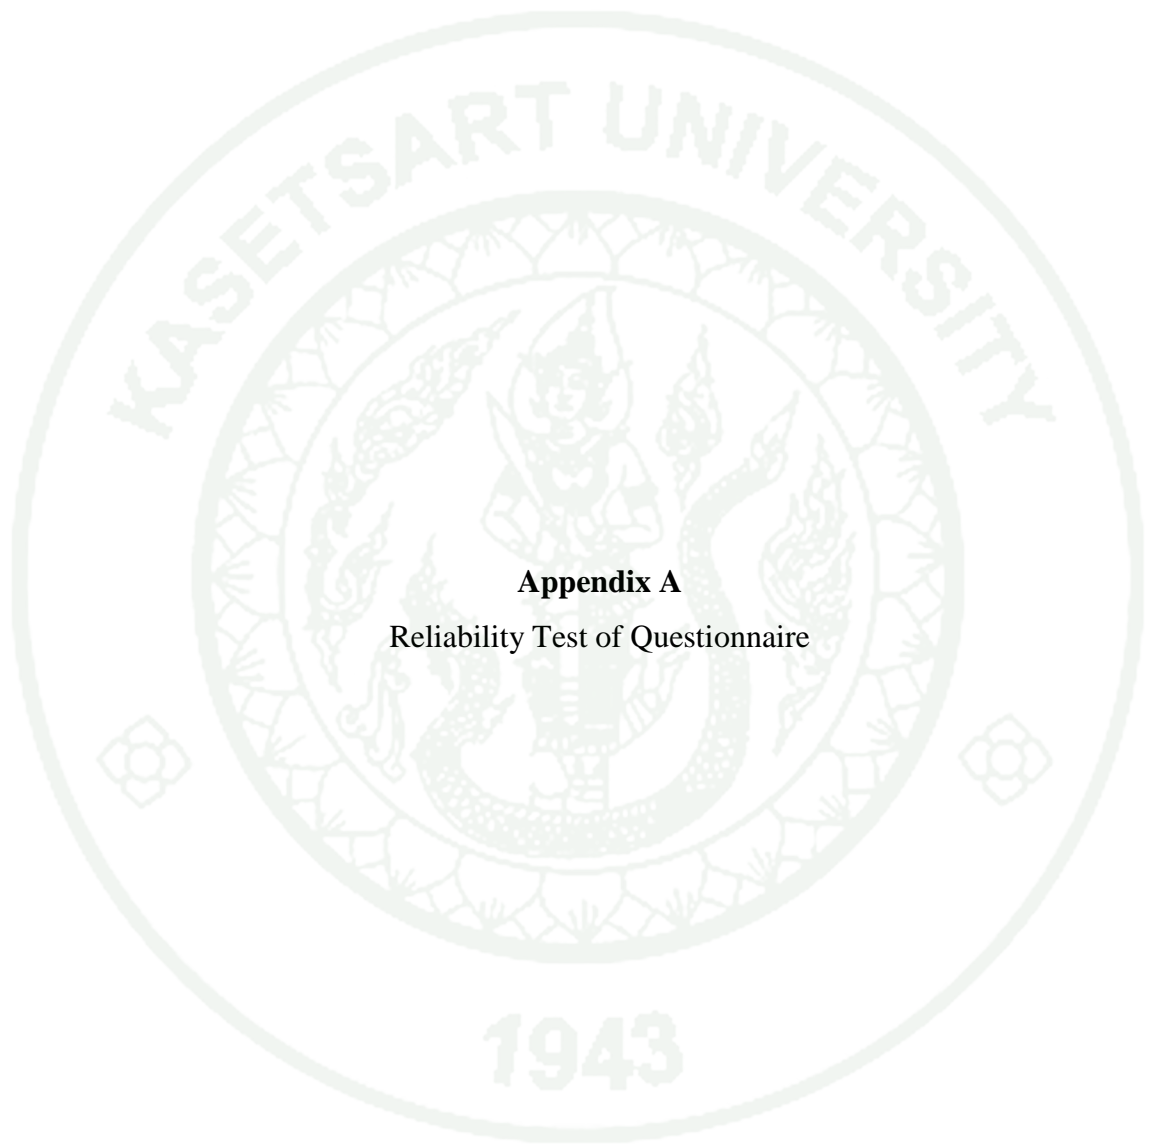 KASETSART UNIVERSITY
Appendix A
Reliability Test of Questionnaire
1943